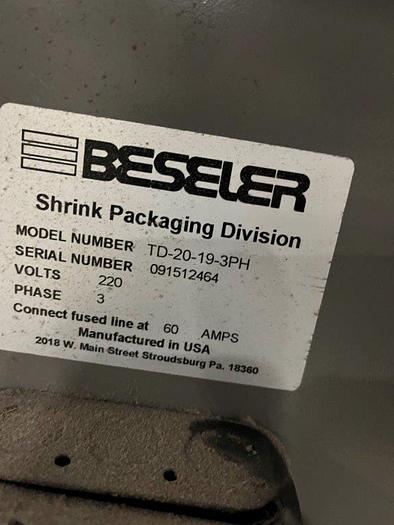 BESELER
Shrink Packaging Division
MODEL NUMBER TD-20-19-3PH
SERIAL NUMBER 091512464
VOLTS 220
PHASE 3
Connect fused line at 60 AMPS
Manufactured in USA
2018 W. Main Street Stroudsburg Pa. 18360